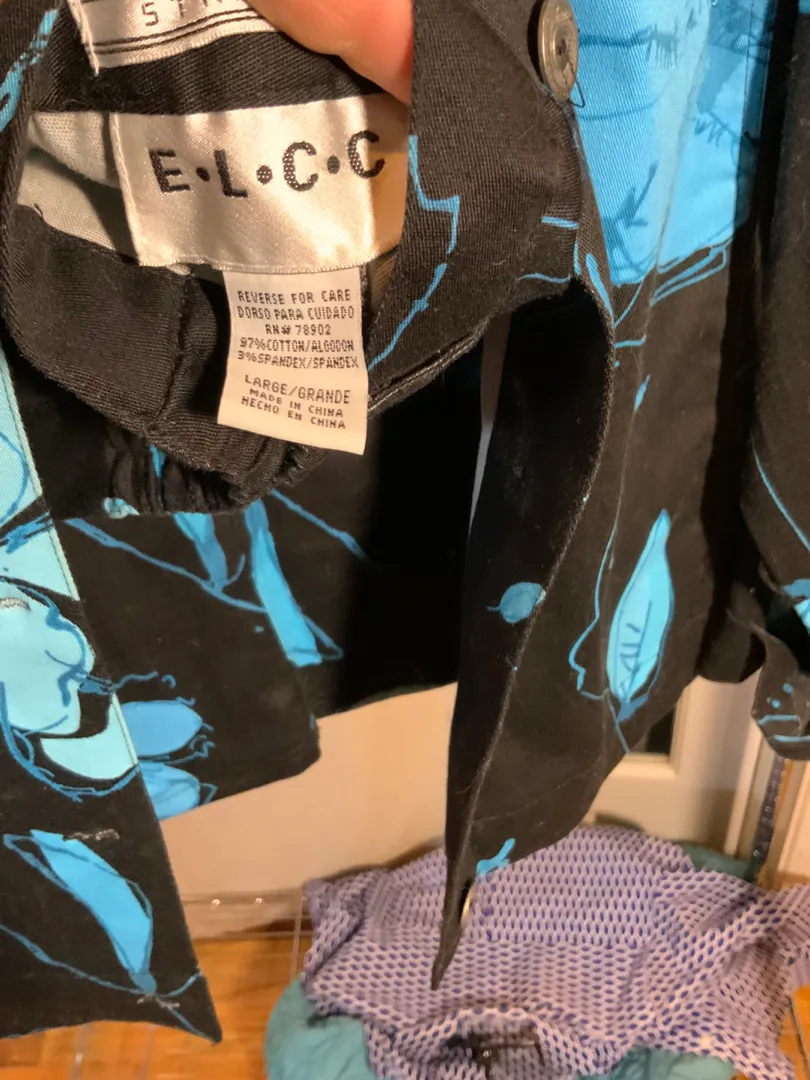 E•L•C•C
REVERSE FOR CARE
DORSO PARA CUIDADO
RN# 78902
97%COTTON/ALGODON
3%SPANDEX/SPANDEX
LARGE/GRANDE
MADE IN CHINA
HECHO EN CHINA